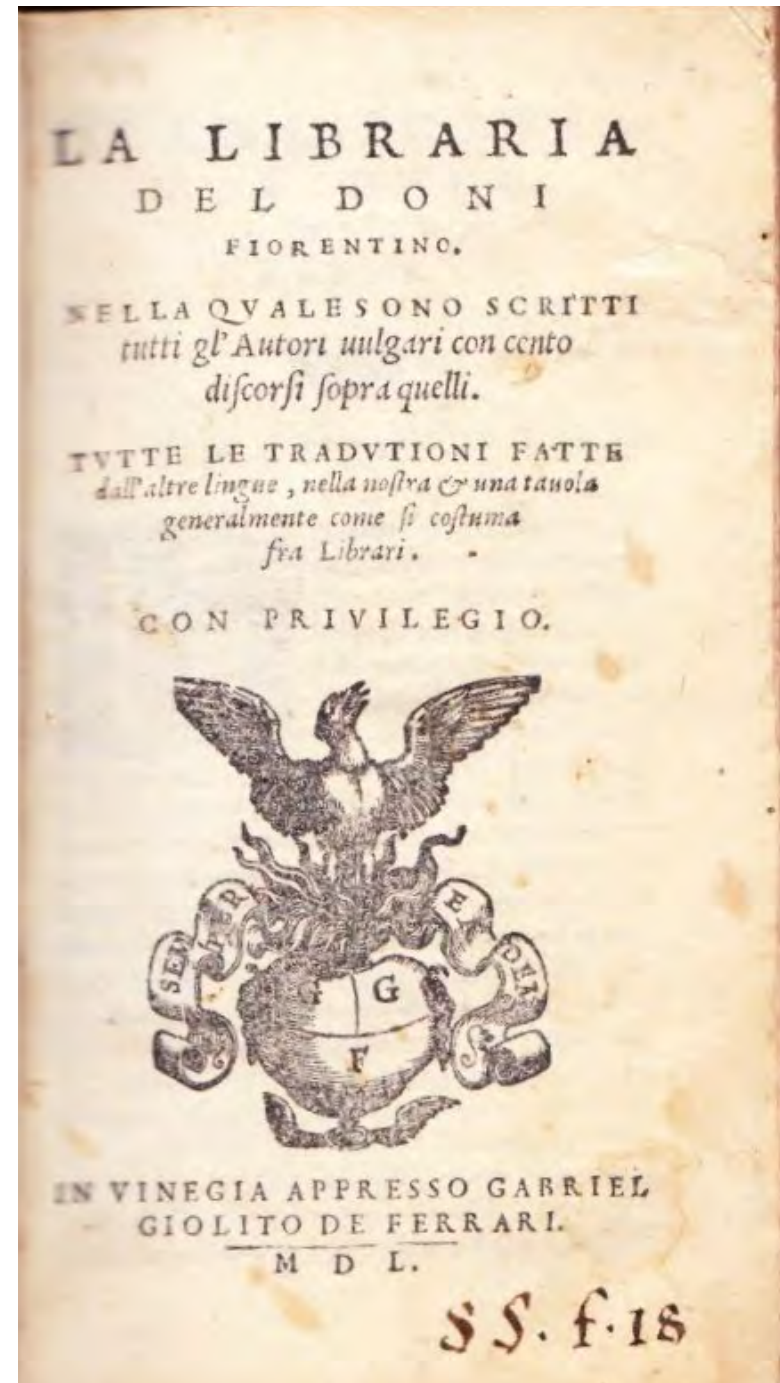 LA LIBRARIA
DEL DONI
FIORENTINO.
NELLA QVALE SONO SCRITTI
tutti gl'Autori uulgari con cento
discorsi sopra quelli.
TVTTE LE TRADVTIONI FATTE
dall'altre lingue, nella nostra & una tauola
generalmente come si costuma
fra Librari.
CON PRIVILEGIO.
SEMPER EADEM
G G
F
IN VINEGIA APPRESSO GABRIEL
GIOLITO DE FERRARI.
M D L.
SS. f. 18